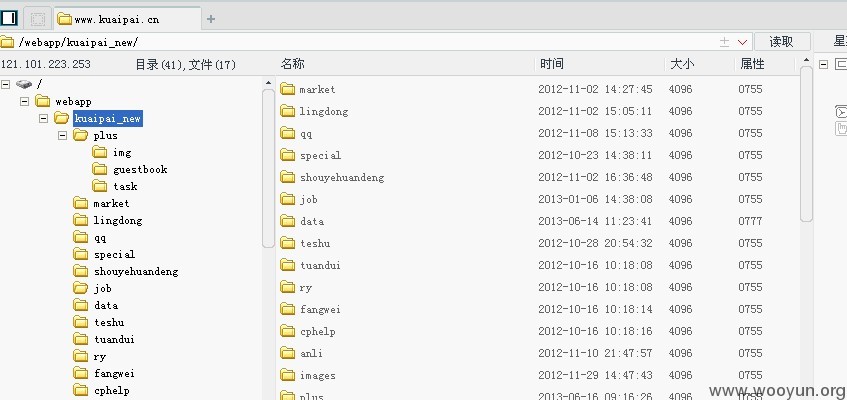 www.kuaipai.cn
/webapp/kuaipai_new/
读取
121.101.223.253
目录(41),文件(17)
名称 时间 大小 属性
/
webapp
kuaipai_new
plus
img
guestbook
task
market
lingdong
qq
special
shouyehuandeng
job
data
teshu
tuandui
ry
fangwei
cphelp
market 2012-11-02 14:27:45 4096 0755
lingdong 2012-11-02 15:05:11 4096 0755
qq 2012-11-08 15:13:33 4096 0755
special 2012-10-23 14:38:11 4096 0755
shouyehuandeng 2012-11-02 16:36:48 4096 0755
job 2013-01-06 14:38:08 4096 0755
data 2013-06-14 11:23:41 4096 0777
teshu 2012-10-28 20:54:32 4096 0755
tuandui 2012-10-16 10:18:08 4096 0755
ry 2012-10-16 10:18:08 4096 0755
fangwei 2012-10-16 10:18:14 4096 0755
cphelp 2012-10-16 10:18:16 4096 0755
anli 2012-11-10 21:47:57 4096 0755
images 2012-11-29 14:47:43 4096 0755
plus 2013-06-16 09:16:26 4096 0755
www.wooyun.org